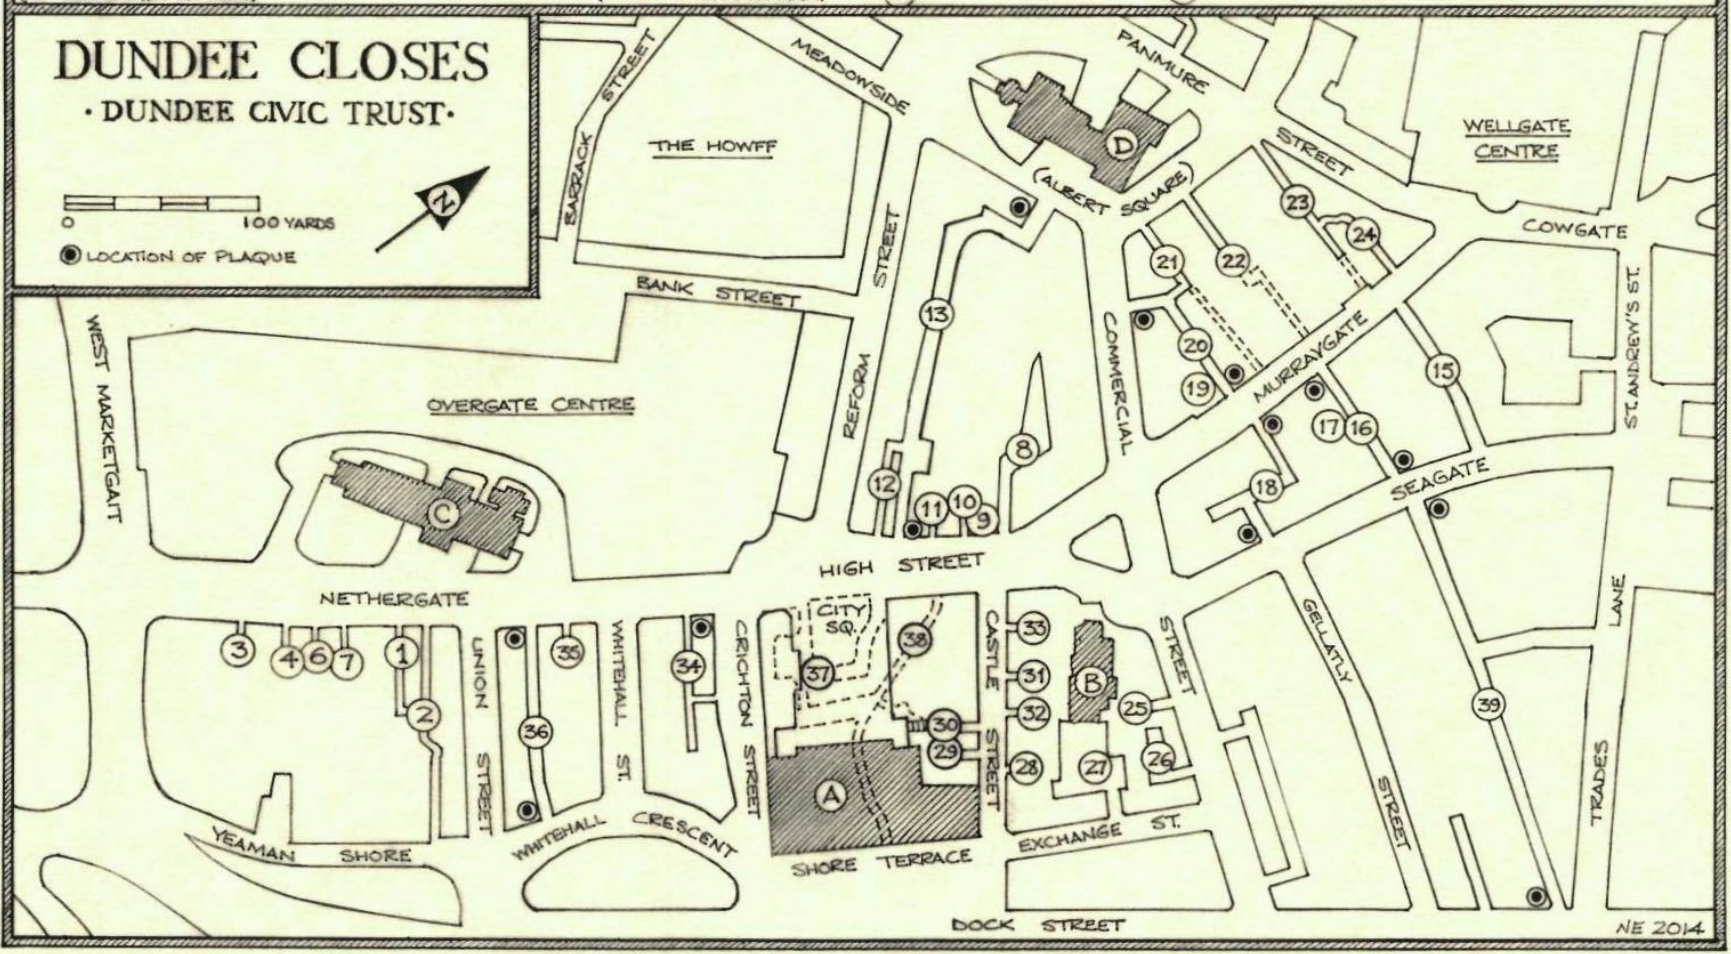 DUNDEE CLOSES
· DUNDEE CIVIC TRUST ·
0 100 YARDS
LOCATION OF PLAQUE
N
BARRACK STREET
MEADOWSIDE
PANMURE STREET
THE HOWFF
D
(ALBERT SQUARE)
WELLGATE
CENTRE
COWGATE
BANK STREET
REFORM STREET
WEST MARKETGAIT
OVERGATE CENTRE
COMMERCIAL STREET
MURRAYGATE
ST. ANDREW'S ST.
SEAGATE
23
24
21
22
13
20
19
15
17
16
18
8
12
11
10
9
C
HIGH STREET
NETHERGATE
CITY
SQ.
3
4
6
7
1
2
UNION STREET
35
36
WHITEHALL ST.
34
CRICHTON STREET
37
38
30
29
A
CASTLE STREET
33
31
32
28
B
25
26
27
GELLATLY STREET
39
TRADES LANE
YEAMAN SHORE
WHITEHALL CRESCENT
SHORE TERRACE
EXCHANGE ST.
DOCK STREET
NE 2014